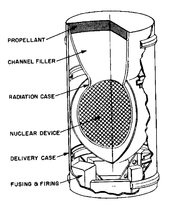 PROPELLANT
CHANNEL FILLER
RADIATION CASE
NUCLEAR DEVICE
DELIVERY CASE
FUSING & FIRING